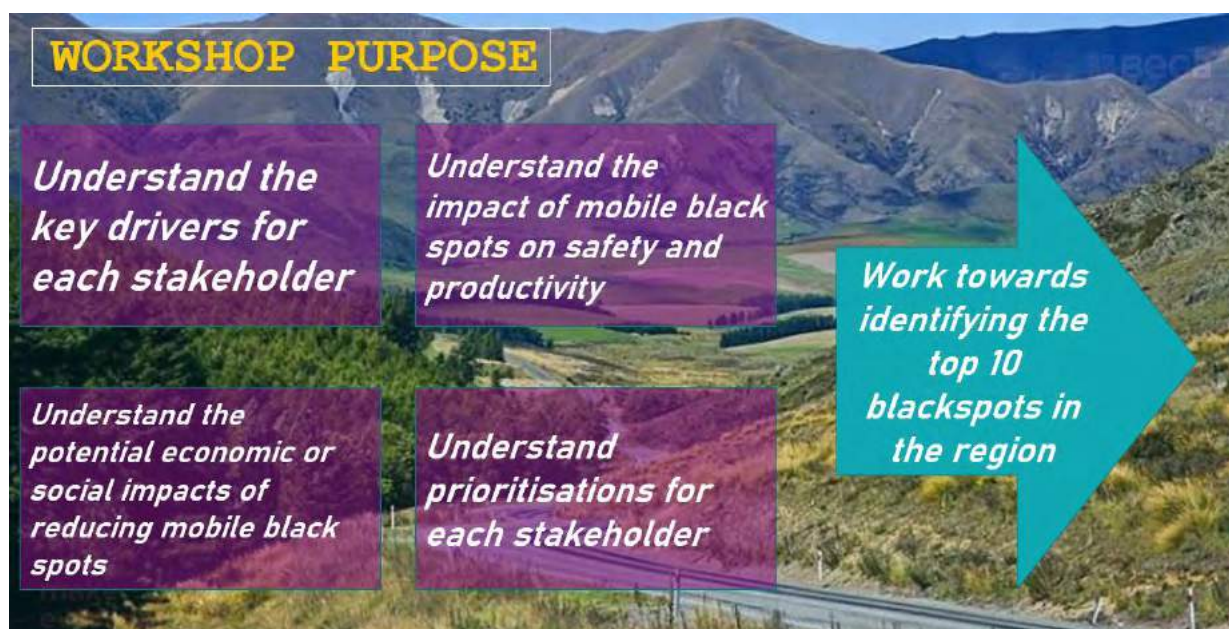 WORKSHOP PURPOSE
Understand the
key drivers for
each stakeholder
Understand the
impact of mobile black
spots on safety and
productivity
Understand the
potential economic or
social impacts of
reducing mobile black
spots
Understand
prioritisations for
each stakeholder
Work towards
identifying the
top 10
blackspots in
the region